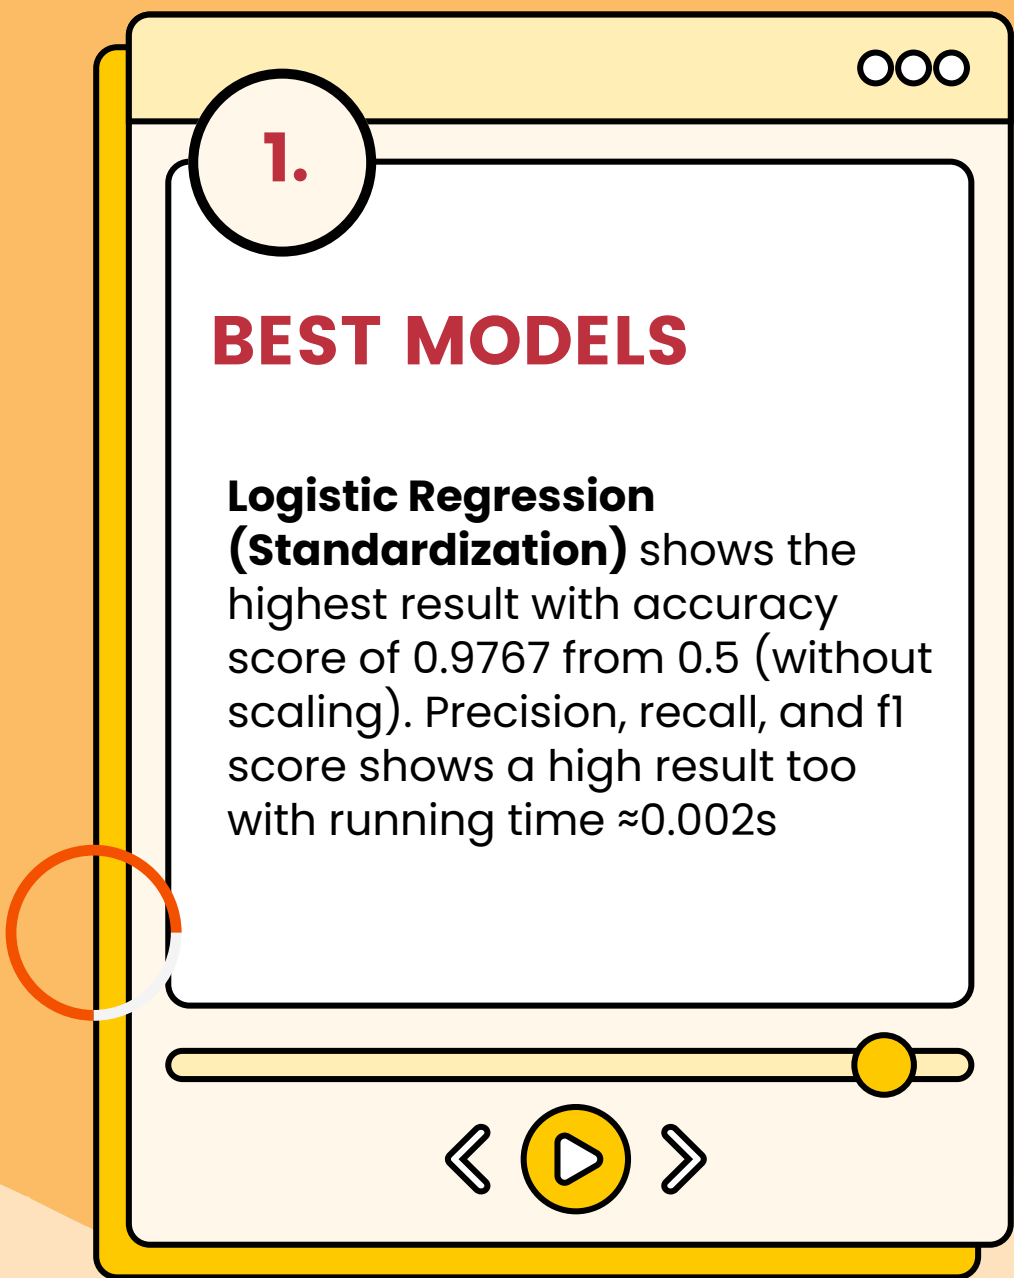 1.
BEST MODELS
Logistic Regression
(Standardization) shows the
highest result with accuracy
score of 0.9767 from 0.5 (without
scaling). Precision, recall, and f1
score shows a high result too
with running time ≈0.002s